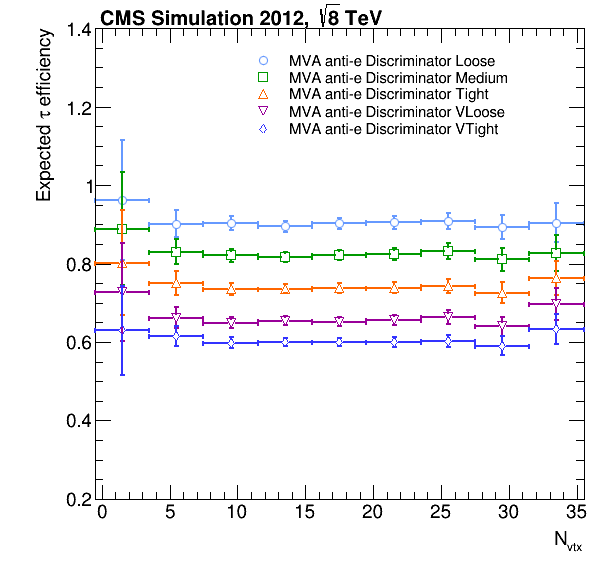 CMS Simulation 2012, √8 TeV
Expected τ efficiency
1.4
1.2
1
0.8
0.6
0.4
0.2
MVA anti-e Discriminator Loose
MVA anti-e Discriminator Medium
MVA anti-e Discriminator Tight
MVA anti-e Discriminator VLoose
MVA anti-e Discriminator VTight
0 5 10 15 20 25 30 35
N_vtx